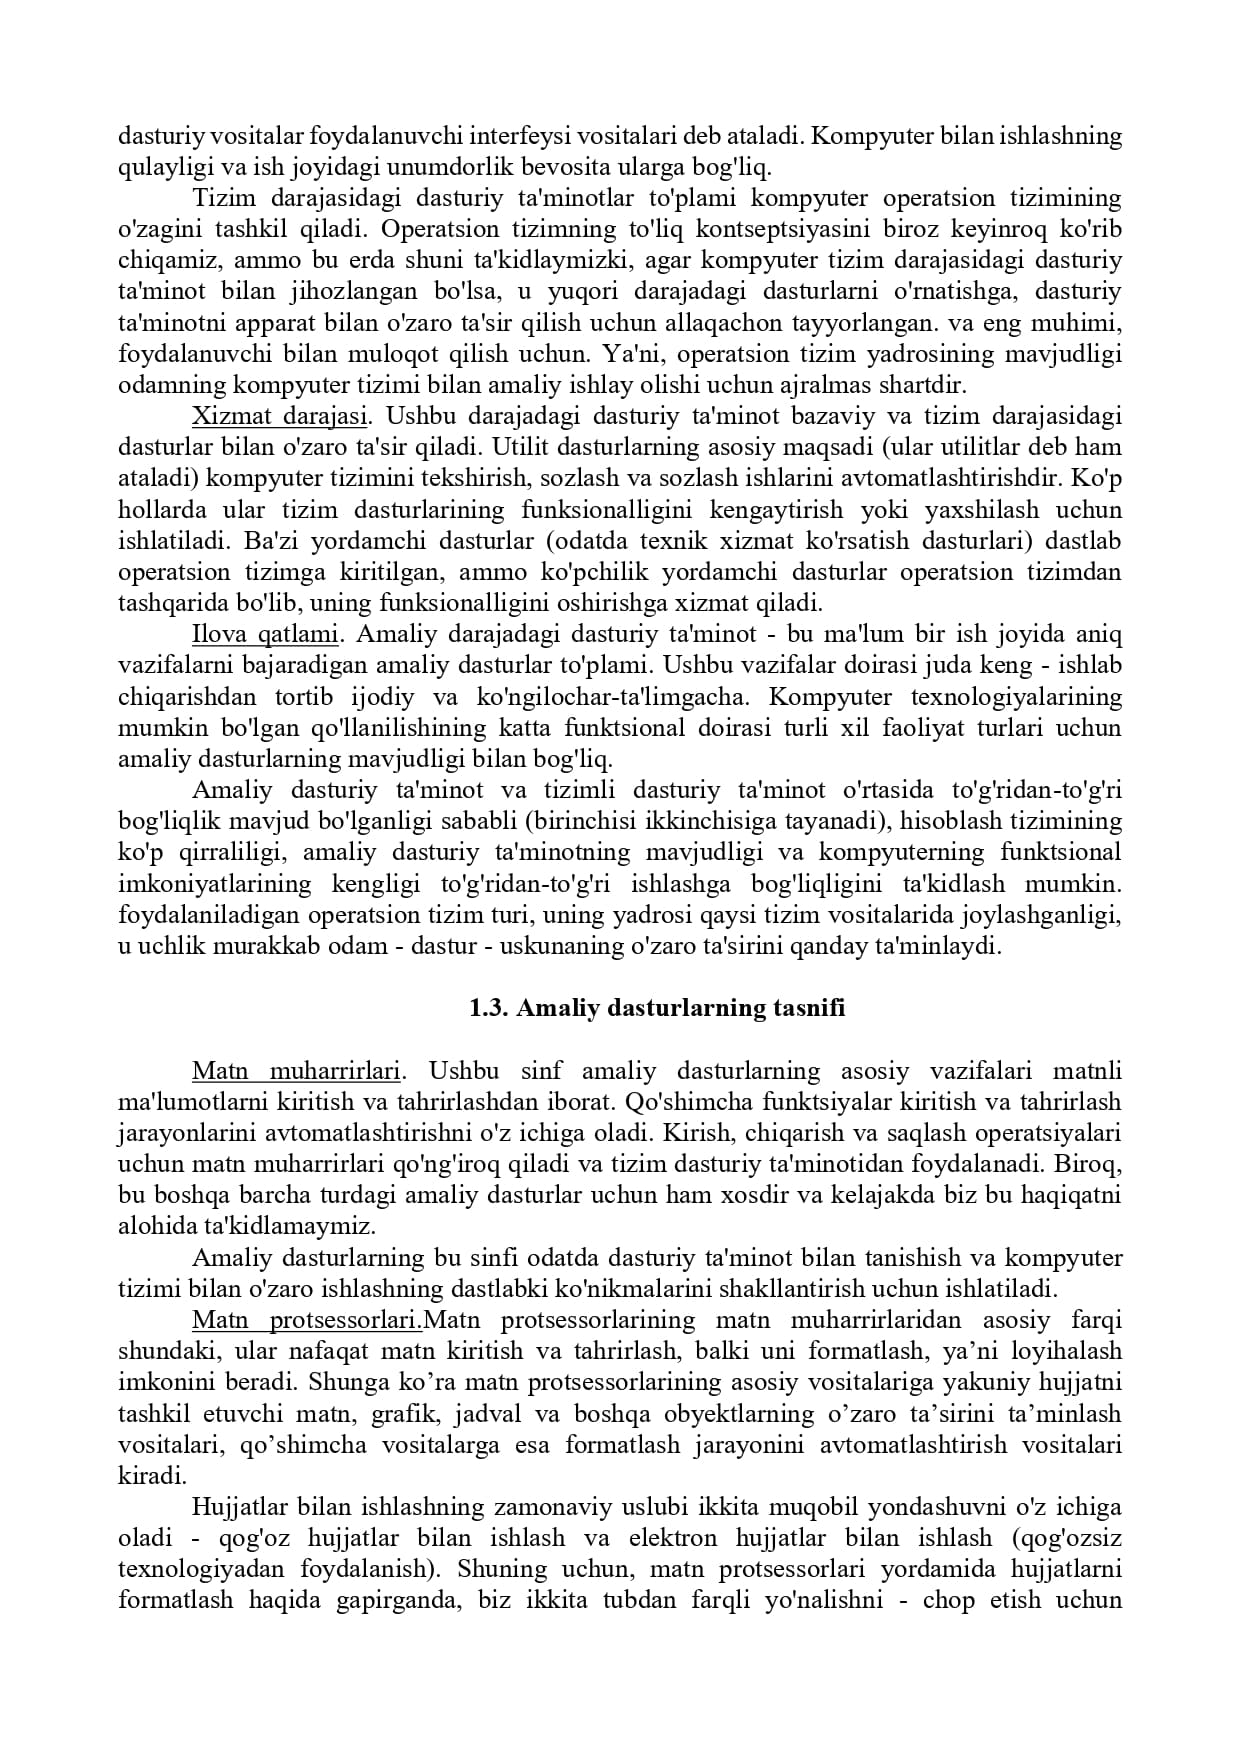 dasturiy vositalar foydalanuvchi interfeysi vositalari deb ataladi. Kompyuter bilan ishlashning
qulayligi va ish joyidagi unumdorlik bevosita ularga bog'liq.
Tizim darajasidagi dasturiy ta'minotlar to'plami kompyuter operatsion tizimining
o'zagini tashkil qiladi. Operatsion tizimning to'liq kontseptsiyasini biroz keyinroq ko'rib
chiqamiz, ammo bu erda shuni ta'kidlaymizki, agar kompyuter tizim darajasidagi dasturiy
ta'minot bilan jihozlangan bo'lsa, u yuqori darajadagi dasturlarni o'rnatishga, dasturiy
ta'minotni apparat bilan o'zaro ta'sir qilish uchun allaqachon tayyorlangan. va eng muhimi,
foydalanuvchi bilan muloqot qilish uchun. Ya'ni, operatsion tizim yadrosining mavjudligi
odamning kompyuter tizimi bilan amaliy ishlay olishi uchun ajralmas shartdir.
Xizmat darajasi. Ushbu darajadagi dasturiy ta'minot bazaviy va tizim darajasidagi
dasturlar bilan o'zaro ta'sir qiladi. Utilit dasturlarning asosiy maqsadi (ular utilitlar deb ham
ataladi) kompyuter tizimini tekshirish, sozlash va sozlash ishlarini avtomatlashtirishdir. Ko'p
hollarda ular tizim dasturlarining funksionalligini kengaytirish yoki yaxshilash uchun
ishlatiladi. Ba'zi yordamchi dasturlar (odatda texnik xizmat ko'rsatish dasturlari) dastlab
operatsion tizimga kiritilgan, ammo ko'pchilik yordamchi dasturlar operatsion tizimdan
tashqarida bo'lib, uning funksionalligini oshirishga xizmat qiladi.
Ilova qatlami. Amaliy darajadagi dasturiy ta'minot - bu ma'lum bir ish joyida aniq
vazifalarni bajaradigan amaliy dasturlar to'plami. Ushbu vazifalar doirasi juda keng - ishlab
chiqarishdan tortib ijodiy va ko'ngilochar-ta'limgacha. Kompyuter texnologiyalarining
mumkin bo'lgan qo'llanilishining katta funktsional doirasi turli xil faoliyat turlari uchun
amaliy dasturlarning mavjudligi bilan bog'liq.
Amaliy dasturiy ta'minot va tizimli dasturiy ta'minot o'rtasida to'g'ridan-to'g'ri
bog'liqlik mavjud bo'lganligi sababli (birinchisi ikkinchisiga tayanadi), hisoblash tizimining
ko'p qirraliligi, amaliy dasturiy ta'minotning mavjudligi va kompyuterning funktsional
imkoniyatlarining kengligi to'g'ridan-to'g'ri ishlashga bog'liqligini ta'kidlash mumkin.
foydalaniladigan operatsion tizim turi, uning yadrosi qaysi tizim vositalarida joylashganligi,
u uchlik murakkab odam - dastur - uskunaning o'zaro ta'sirini qanday ta'minlaydi.
1.3. Amaliy dasturlarning tasnifi
Matn muharrirlari. Ushbu sinf amaliy dasturlarning asosiy vazifalari matnli
ma'lumotlarni kiritish va tahrirlashdan iborat. Qo'shimcha funktsiyalar kiritish va tahrirlash
jarayonlarini avtomatlashtirishni o'z ichiga oladi. Kirish, chiqarish va saqlash operatsiyalari
uchun matn muharrirlari qo'ng'iroq qiladi va tizim dasturiy ta'minotidan foydalanadi. Biroq,
bu boshqa barcha turdagi amaliy dasturlar uchun ham xosdir va kelajakda biz bu haqiqatni
alohida ta'kidlamaymiz.
Amaliy dasturlarning bu sinfi odatda dasturiy ta'minot bilan tanishish va kompyuter
tizimi bilan o'zaro ishlashning dastlabki ko'nikmalarini shakllantirish uchun ishlatiladi.
Matn protsessorlari.Matn protsessorlarining matn muharrirlaridan asosiy farqi
shundaki, ular nafaqat matn kiritish va tahrirlash, balki uni formatlash, ya’ni loyihalash
imkonini beradi. Shunga ko’ra matn protsessorlarining asosiy vositalariga yakuniy hujjatni
tashkil etuvchi matn, grafik, jadval va boshqa obyektlarning o’zaro ta’sirini ta’minlash
vositalari, qo’shimcha vositalarga esa formatlash jarayonini avtomatlashtirish vositalari
kiradi.
Hujjatlar bilan ishlashning zamonaviy uslubi ikkita muqobil yondashuvni o'z ichiga
oladi - qog'oz hujjatlar bilan ishlash va elektron hujjatlar bilan ishlash (qog'ozsiz
texnologiyadan foydalanish). Shuning uchun, matn protsessorlari yordamida hujjatlarni
formatlash haqida gapirganda, biz ikkita tubdan farqli yo'nalishni - chop etish uchun